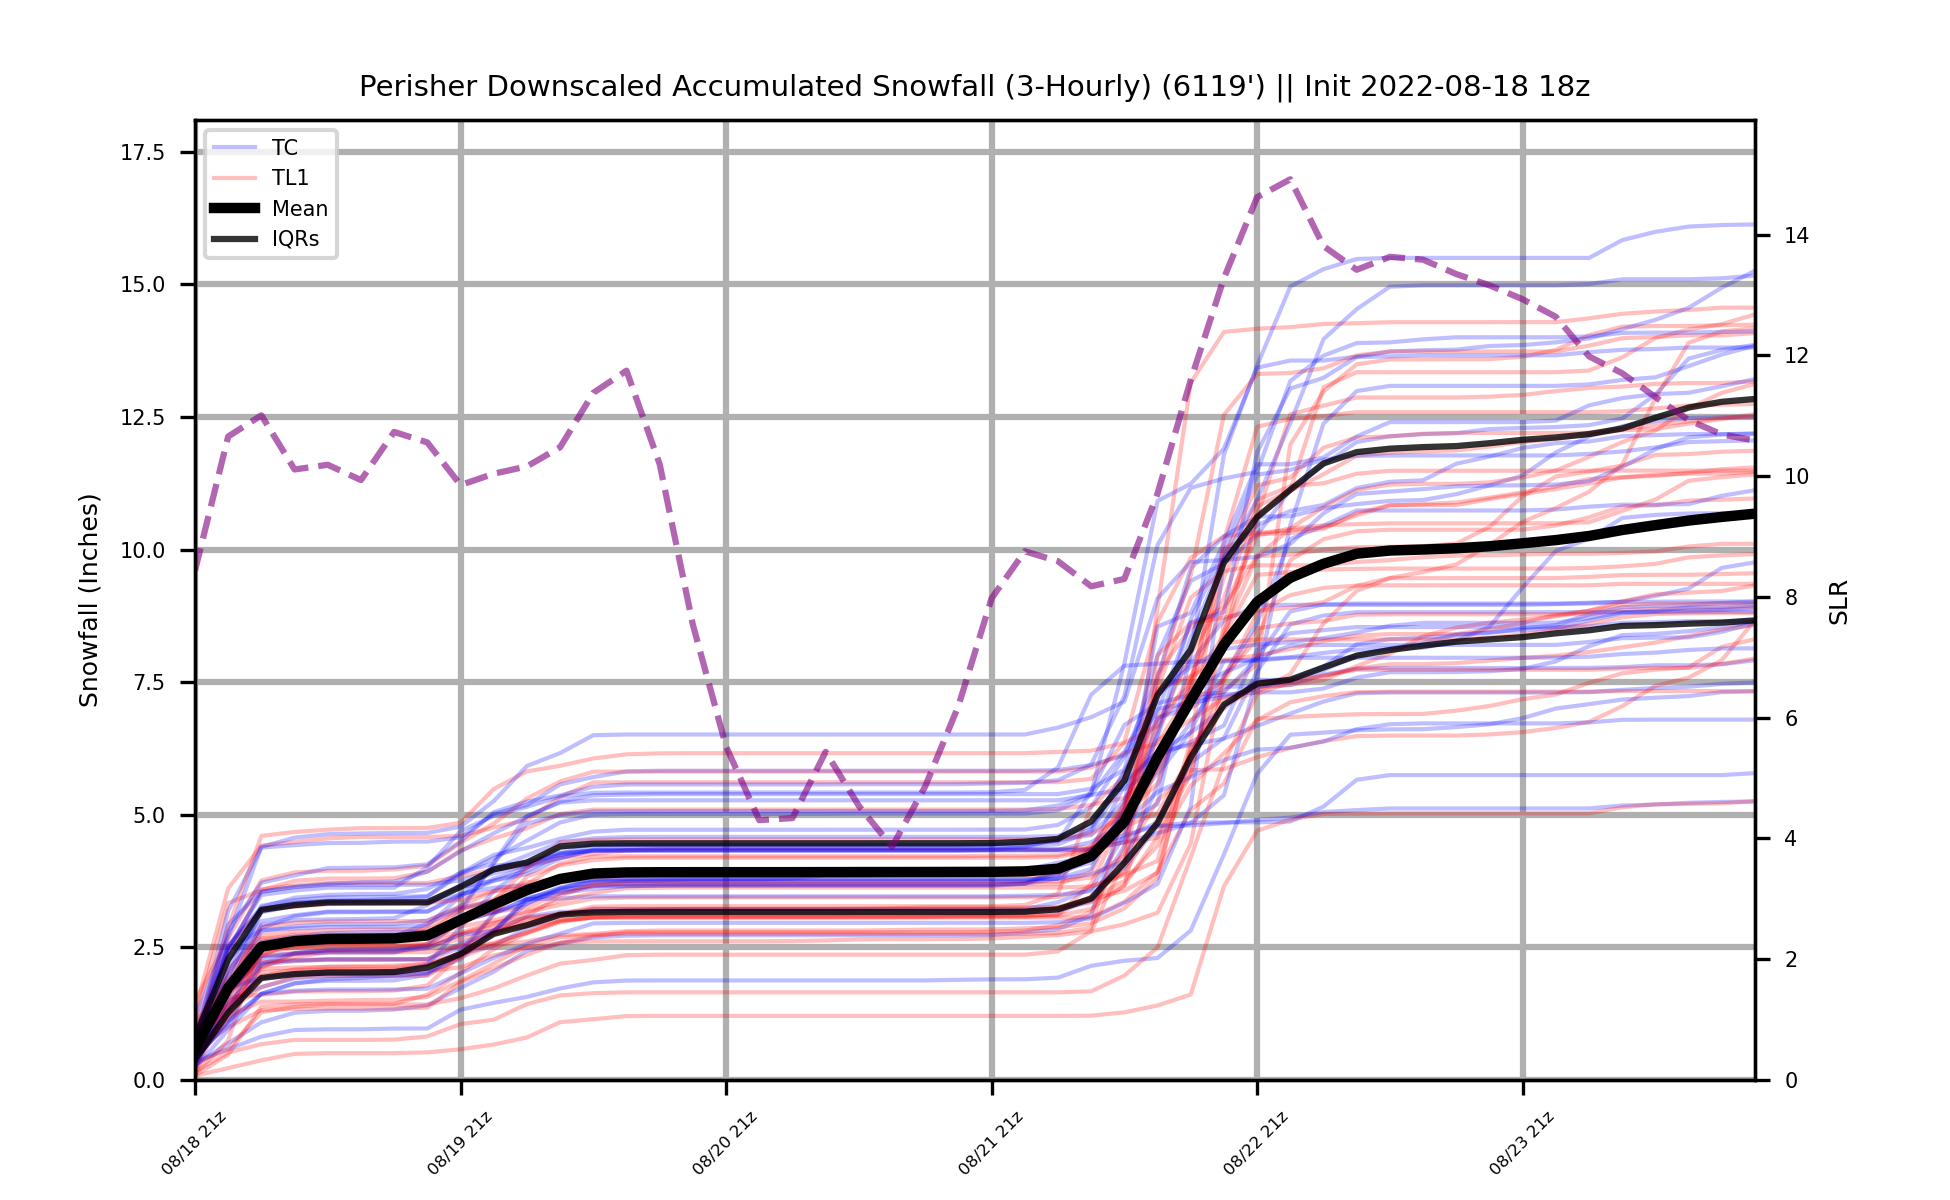 Perisher Downscaled Accumulated Snowfall (3-Hourly) (6119') || Init 2022-08-18 18z
TC
TL1
Mean
IQRs
Snowfall (Inches)
17.5
15.0
12.5
10.0
7.5
5.0
2.5
0.0
14
12
10
8
6
4
2
0
SLR
08/18 21z
08/19 21z
08/20 21z
08/21 21z
08/22 21z
08/23 21z